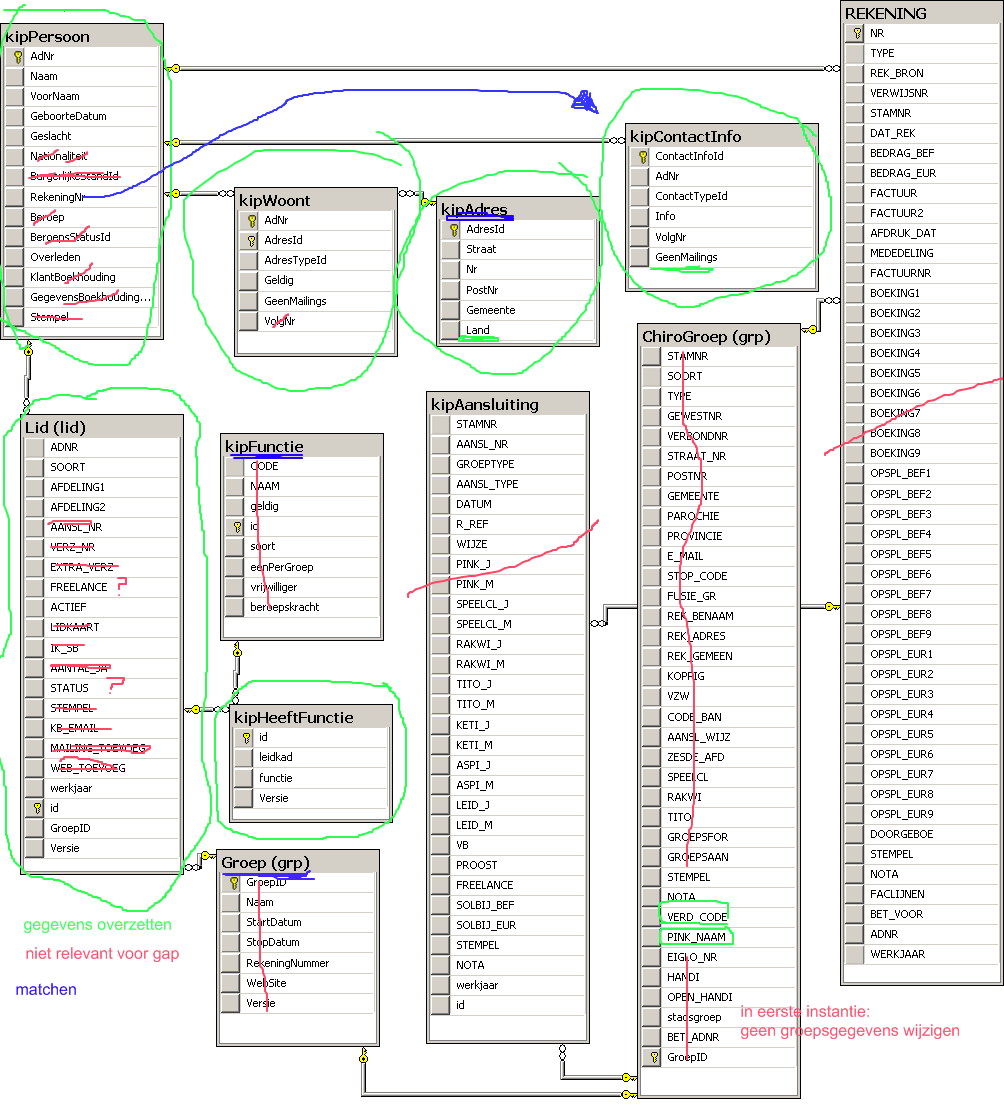 kipPersoon
AdNr
Naam
VoorNaam
GeboorteDatum
Geslacht
Nationaliteit
BurgerlijkeStandId
RekeningNr
Beroep
BeroepsStatusId
Overleden
KlantBoekhouding
GegevensBoekhouding...
Stempel
kipWoont
AdNr
AdresId
AdresTypeId
Geldig
GeenMailings
VolgNr
kipAdres
AdresId
Straat
Nr
PostNr
Gemeente
Land
kipContactInfo
ContactInfoId
AdNr
ContactTypeId
Info
VolgNr
GeenMailings
REKENING
NR
TYPE
REK_BRON
VERWIJSNR
STAMNR
DAT_REK
BEDRAG_BEF
BEDRAG_EUR
FACTUUR
FACTUUR2
AFDRUK_DAT
MEDEDELING
FACTUURNR
BOEKING1
BOEKING2
BOEKING3
BOEKING4
BOEKING5
BOEKING6
BOEKING7
BOEKING8
BOEKING9
OPSPL_BEF1
OPSPL_BEF2
OPSPL_BEF3
OPSPL_BEF4
OPSPL_BEF5
OPSPL_BEF6
OPSPL_BEF7
OPSPL_BEF8
OPSPL_BEF9
OPSPL_EUR1
OPSPL_EUR2
OPSPL_EUR3
OPSPL_EUR4
OPSPL_EUR5
OPSPL_EUR6
OPSPL_EUR7
OPSPL_EUR8
OPSPL_EUR9
DOORGEBOE
STEMPEL
NOTA
FACLIJNEN
BET_VOOR
ADNR
WERKJAAR
Lid (lid)
ADNR
SOORT
AFDELING1
AFDELING2
AANSL_NR
VERZ_NR
EXTRA_VERZ
FREELANCE ?
ACTIEF
LIDKAART
IK_SB
AANTAL_JA
STATUS ?
STEMPEL
KB_EMAIL
MAILING_TOEVOEG
WEB_TOEVOEG
werkjaar
id
GroepID
Versie
kipFunctie
CODE
NAAM
geldig
id
soort
eenPerGroep
vrijwilliger
beroepskracht
kipHeeftFunctie
id
leidkad
functie
Versie
Groep (grp)
GroepID
Naam
StartDatum
StopDatum
RekeningNummer
WebSite
Versie
kipAansluiting
STAMNR
AANSL_NR
GROEPTYPE
AANSL_TYPE
DATUM
R_REF
WIJZE
PINK_J
PINK_M
SPEELCL_J
SPEELCL_M
RAKWI_J
RAKWI_M
TITO_J
TITO_M
KETI_J
KETI_M
ASPI_J
ASPI_M
LEID_J
LEID_M
VB
PROOST
FREELANCE
SOLBIJ_BEF
SOLBIJ_EUR
STEMPEL
NOTA
werkjaar
id
ChiroGroep (grp)
STAMNR
SOORT
TYPE
GEWESTNR
VERBONDNR
STRAAT_NR
POSTNR
GEMEENTE
PAROCHIE
PROVINCIE
E_MAIL
STOP_CODE
FUSIE_GR
REK_BENAAM
REK_ADRES
REK_GEMEEN
KOPPIG
VZW
CODE_BAN
AANSL_WIJZ
ZESDE_AFD
SPEELCL
RAKWI
TITO
GROEPSFOR
GROEPSAAN
STEMPEL
NOTA
VERD_CODE
PINK_NAAM
EIGLO_NR
HANDI
OPEN_HANDI
stadsgroep
BET_ADNR
GroepID
gegevens overzetten
niet relevant voor gap
matchen
in eerste instantie:
geen groepsgegevens wijzigen